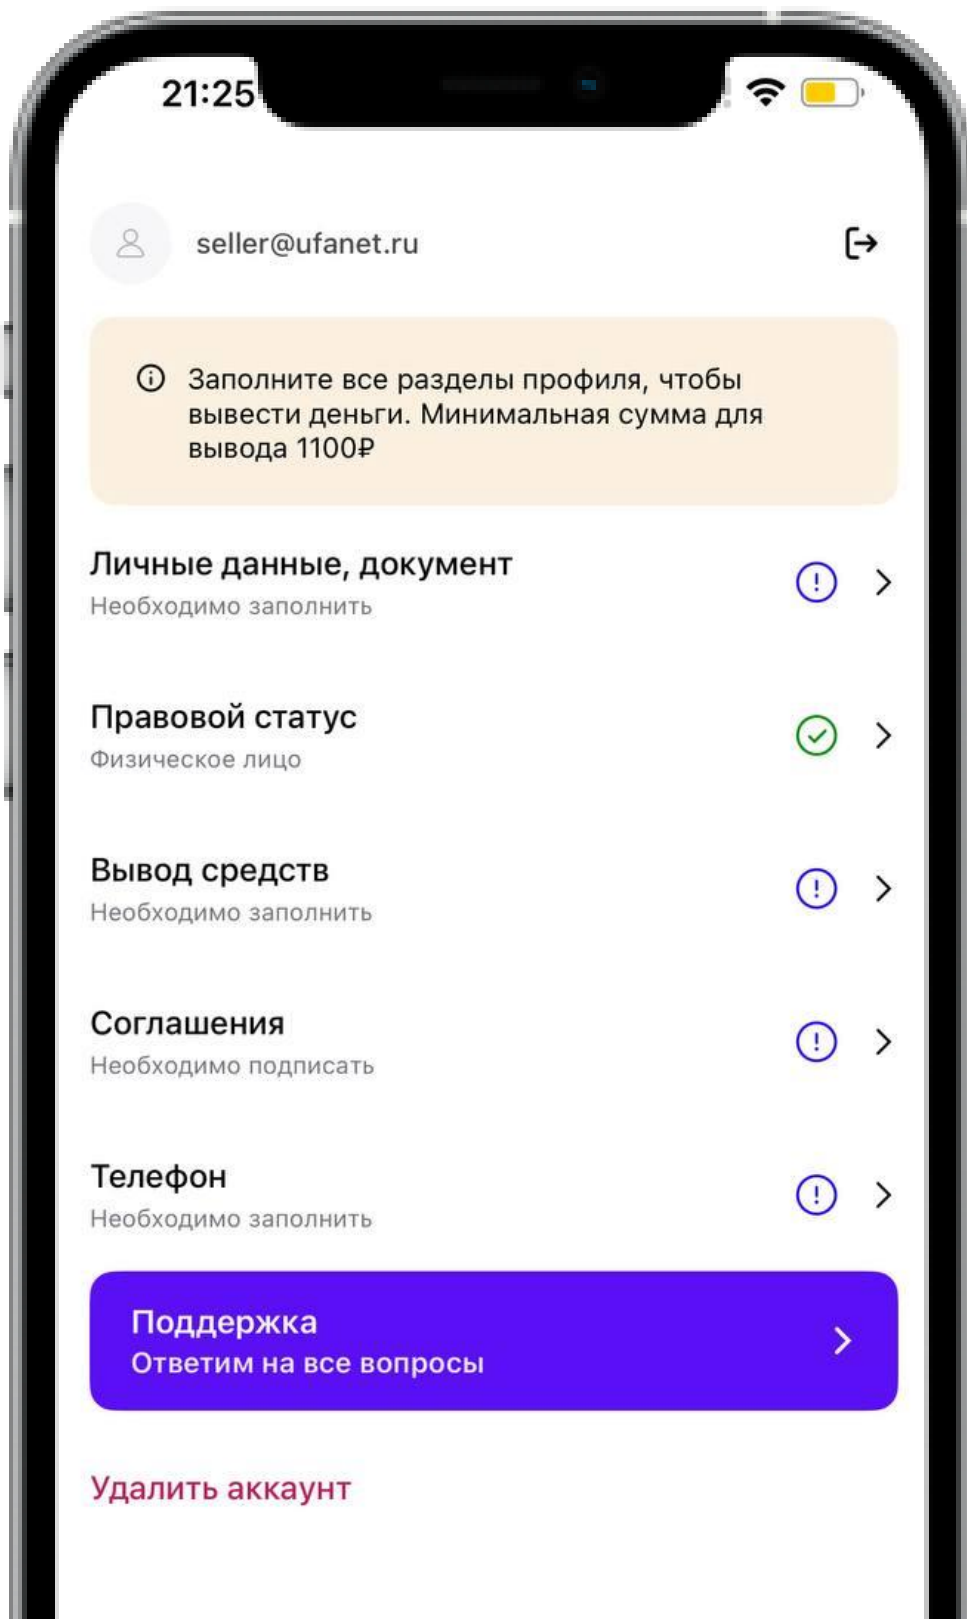 21:25
seller@ufanet.ru
Заполните все разделы профиля, чтобы
вывести деньги. Минимальная сумма для
вывода 1100₽
Личные данные, документ
Необходимо заполнить
Правовой статус
Физическое лицо
Вывод средств
Необходимо заполнить
Соглашения
Необходимо подписать
Телефон
Необходимо заполнить
Поддержка
Ответим на все вопросы
Удалить аккаунт